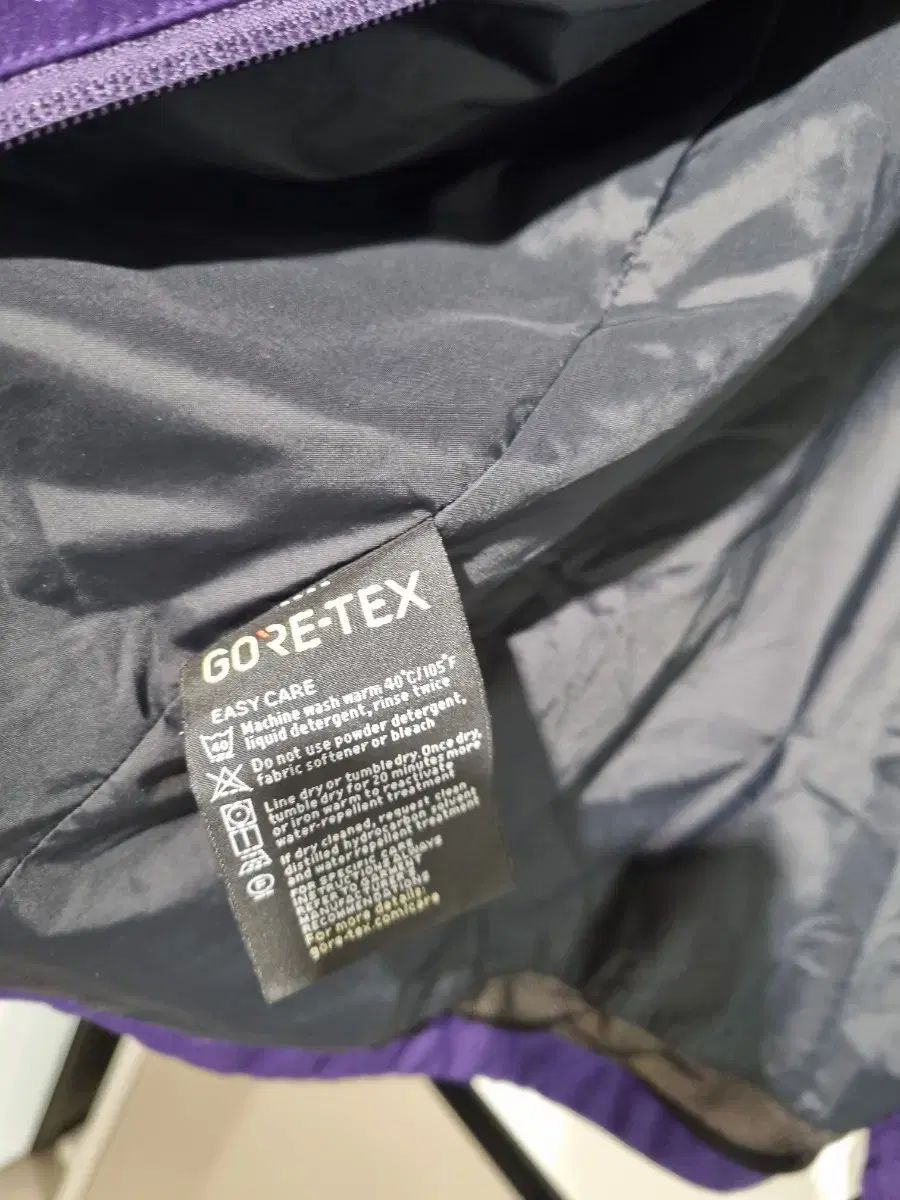 GORE-TEX
EASY CARE
40
Machine wash warm 40°C/105°F
liquid detergent, rinse twice
Do not use powder detergent,
fabric softener or bleach
Line dry or tumble dry. Once dry,
tumble dry for 20 minutes more
or iron warm to reactivate
water-repellent treatment
If dry cleaned, request clean,
distilled hydrocarbon solvent
and water repellent treatment
For more details:
gore-tex.com/care